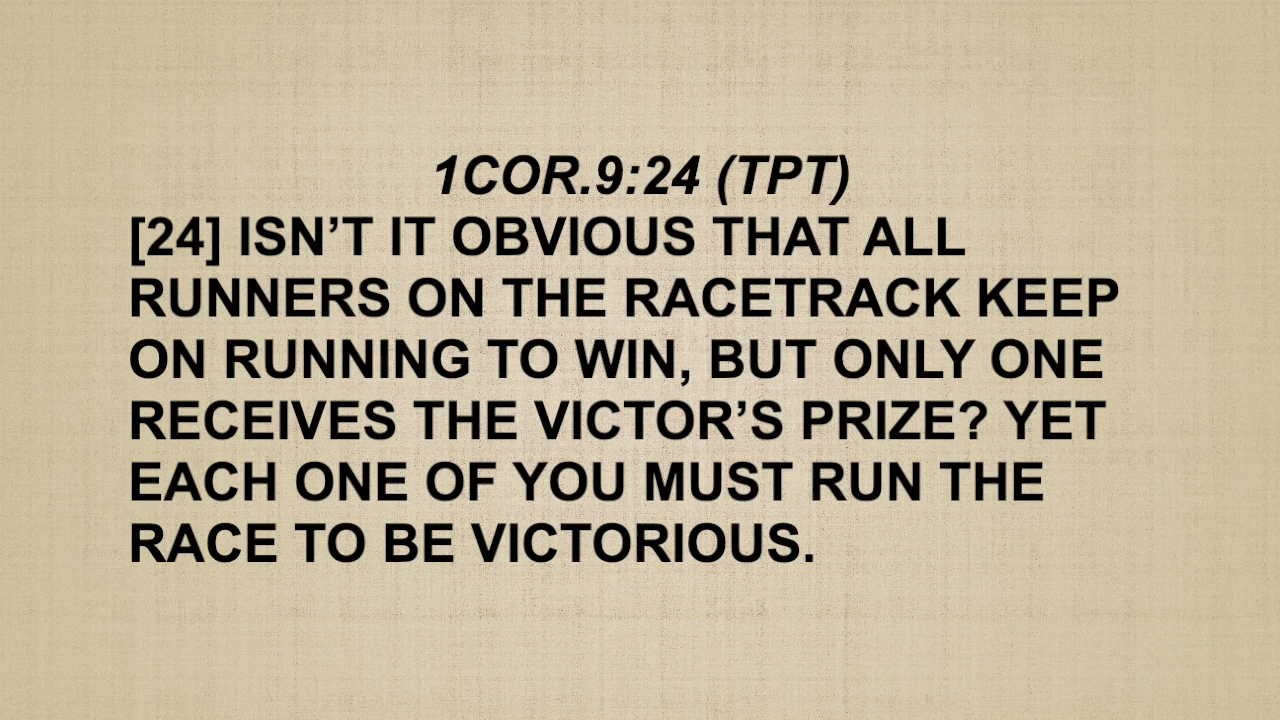 1COR.9:24 (TPT)
[24] ISN’T IT OBVIOUS THAT ALL
RUNNERS ON THE RACETRACK KEEP
ON RUNNING TO WIN, BUT ONLY ONE
RECEIVES THE VICTOR’S PRIZE? YET
EACH ONE OF YOU MUST RUN THE
RACE TO BE VICTORIOUS.